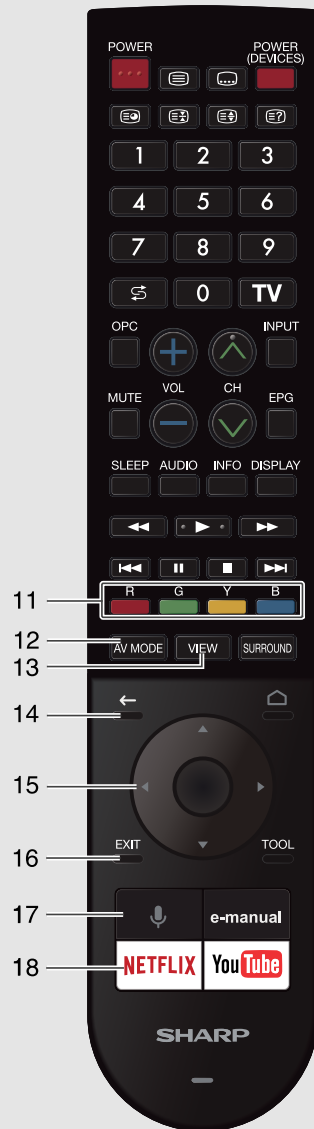 POWER POWER
(DEVICES)
1 2 3
4 5 6
7 8 9
0 TV
OPC INPUT
VOL CH
MUTE EPG
SLEEP AUDIO INFO DISPLAY
11 R G Y B
12 AV MODE VIEW SURROUND
13
14
15
16 EXIT TOOL
17 e-manual
18 NETFLIX YouTube
SHARP